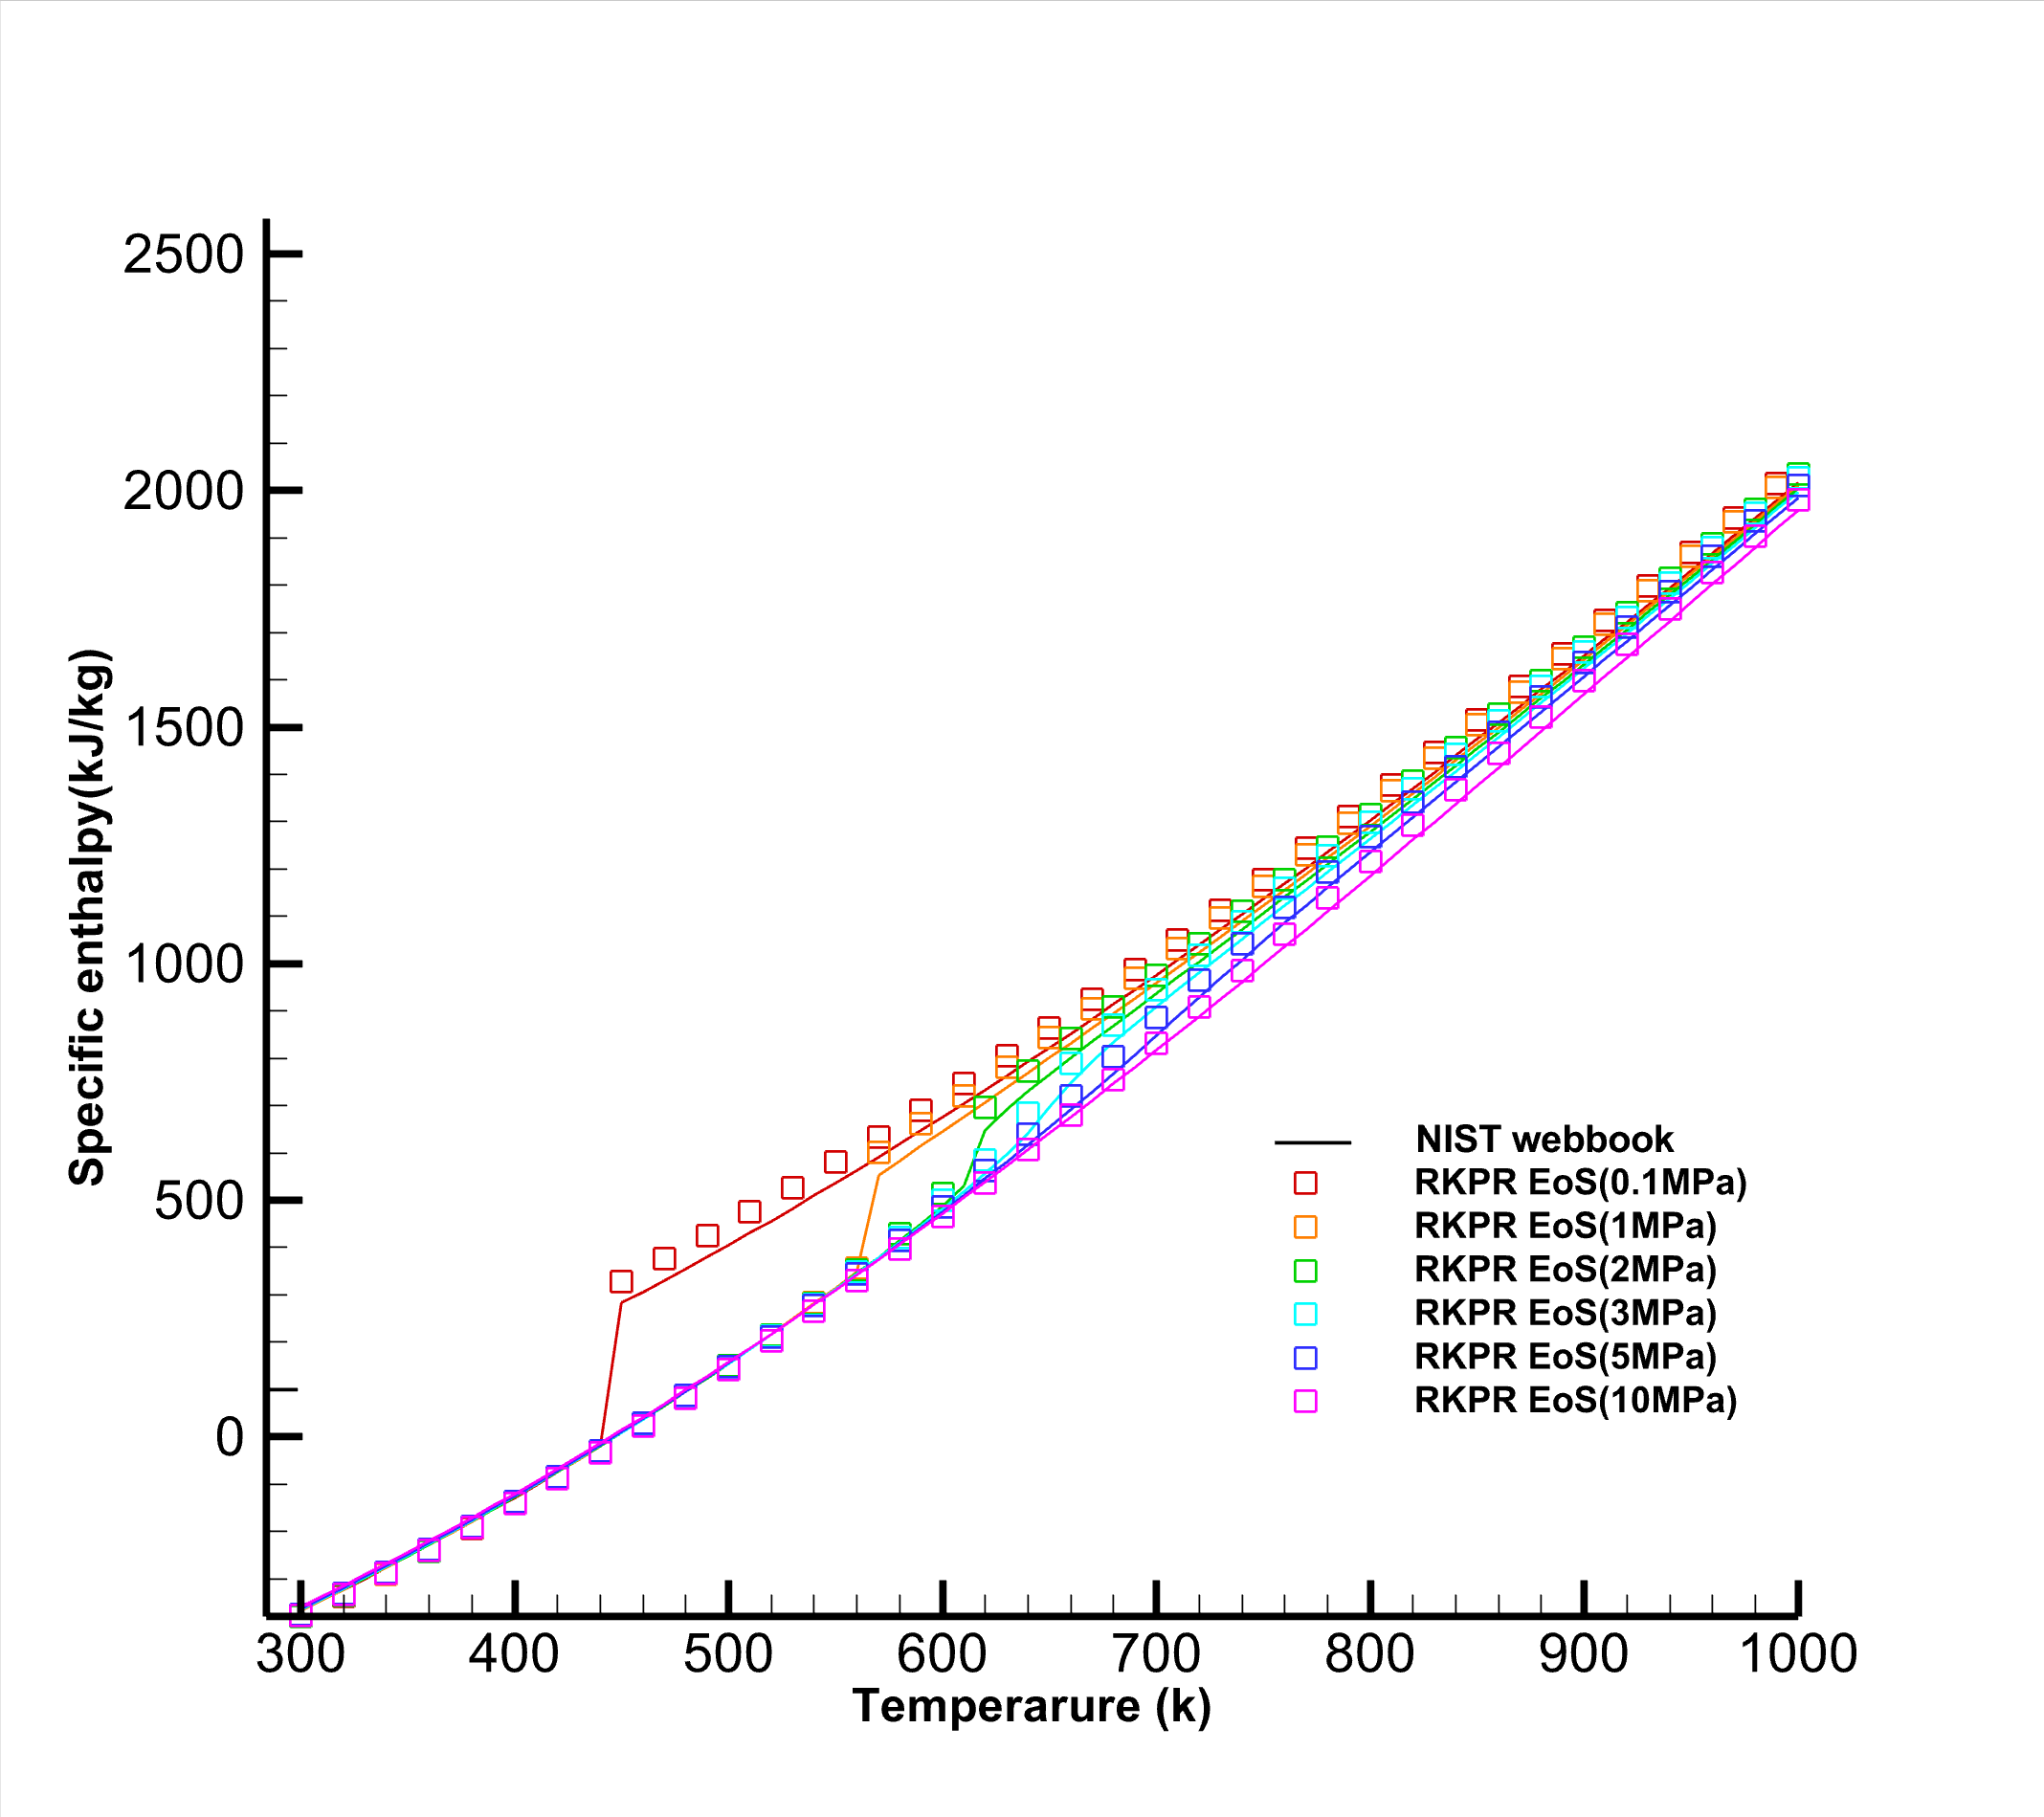 2500
2000
1500
1000
500
0
Specific enthalpy(kJ/kg)
NIST webbook
RKPR EoS(0.1MPa)
RKPR EoS(1MPa)
RKPR EoS(2MPa)
RKPR EoS(3MPa)
RKPR EoS(5MPa)
RKPR EoS(10MPa)
300 400 500 600 700 800 900 1000
Temperarure (k)